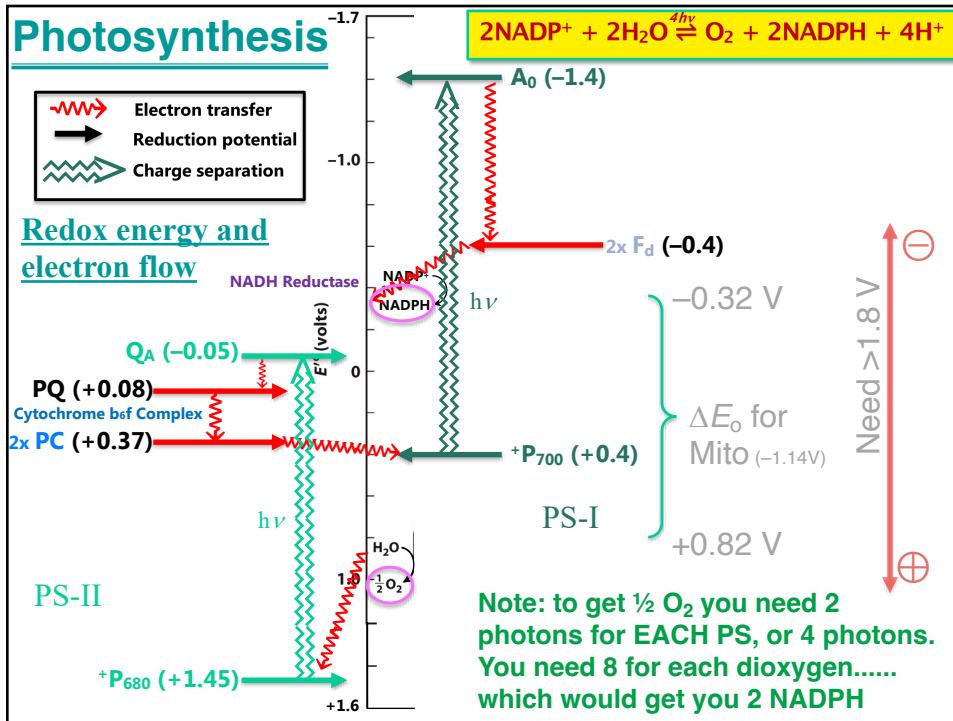 Photosynthesis
2NADP+ + 2H₂O ⇌ O₂ + 2NADPH + 4H+
4hν
Electron transfer
Reduction potential
Charge separation
Redox energy and
electron flow
−1.7
−1.0
0
1.0
+1.6
E'° (volts)
A₀ (−1.4)
2x Fd (−0.4)
NADH Reductase
NADP+
NADPH
hν
QA (−0.05)
PQ (+0.08)
Cytochrome b₆f Complex
2x PC (+0.37)
+P₇₀₀ (+0.4)
PS-I
hν
PS-II
H₂O
½O₂
+P₆₈₀ (+1.45)
−0.32 V
ΔEo for
Mito (−1.14V)
+0.82 V
Need >1.8 V
−
+
Note: to get ½ O₂ you need 2
photons for EACH PS, or 4 photons.
You need 8 for each dioxygen......
which would get you 2 NADPH